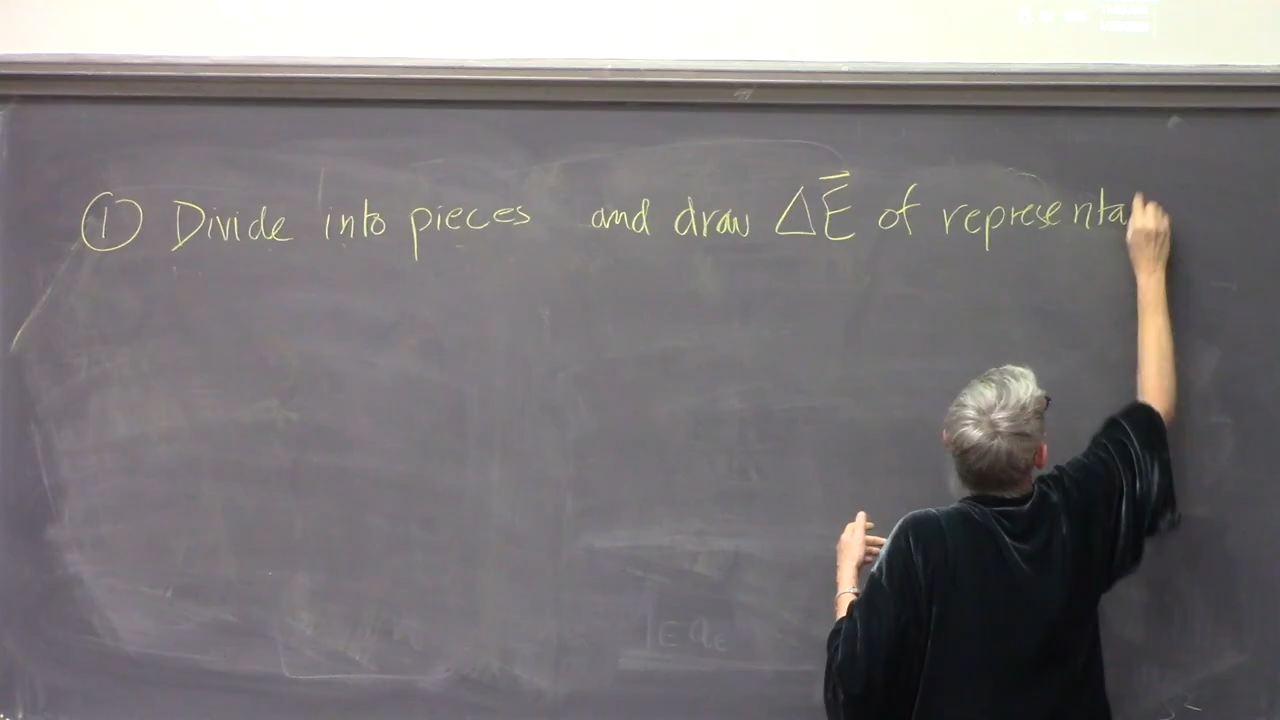 ① Divide into pieces and draw ΔE⃗ of representa